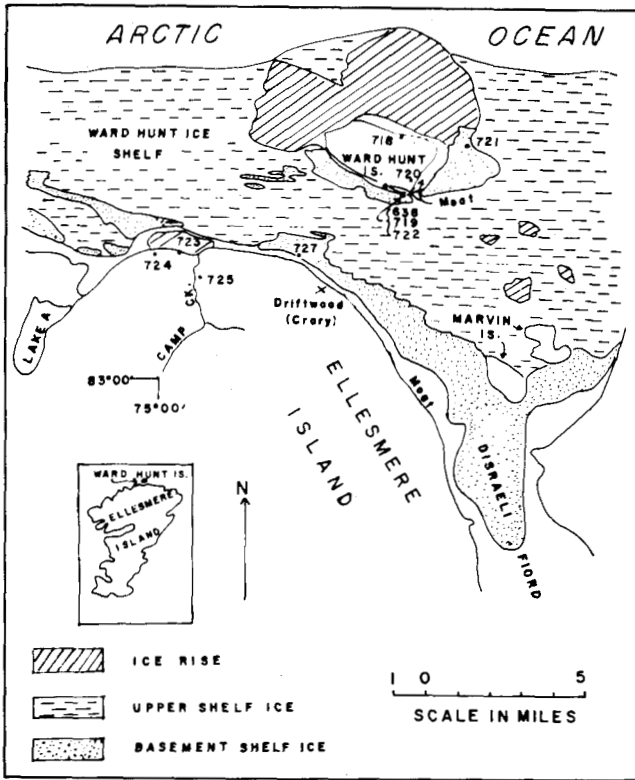 ARCTIC OCEAN
WARD HUNT ICE
SHELF
718
721
WARD HUNT
IS.
720
Moat
638
719
722
723
724
725
727
LAKE A
CAMP CK.
Driftwood
(Crary)
MARVIN
IS.
83°00'
75°00'
ELLESMERE
ISLAND
Moat
DISRAELI
FIORD
WARD HUNT IS.
ELLESMERE
ISLAND
N
ICE RISE
UPPER SHELF ICE
BASEMENT SHELF ICE
1 0 5
SCALE IN MILES